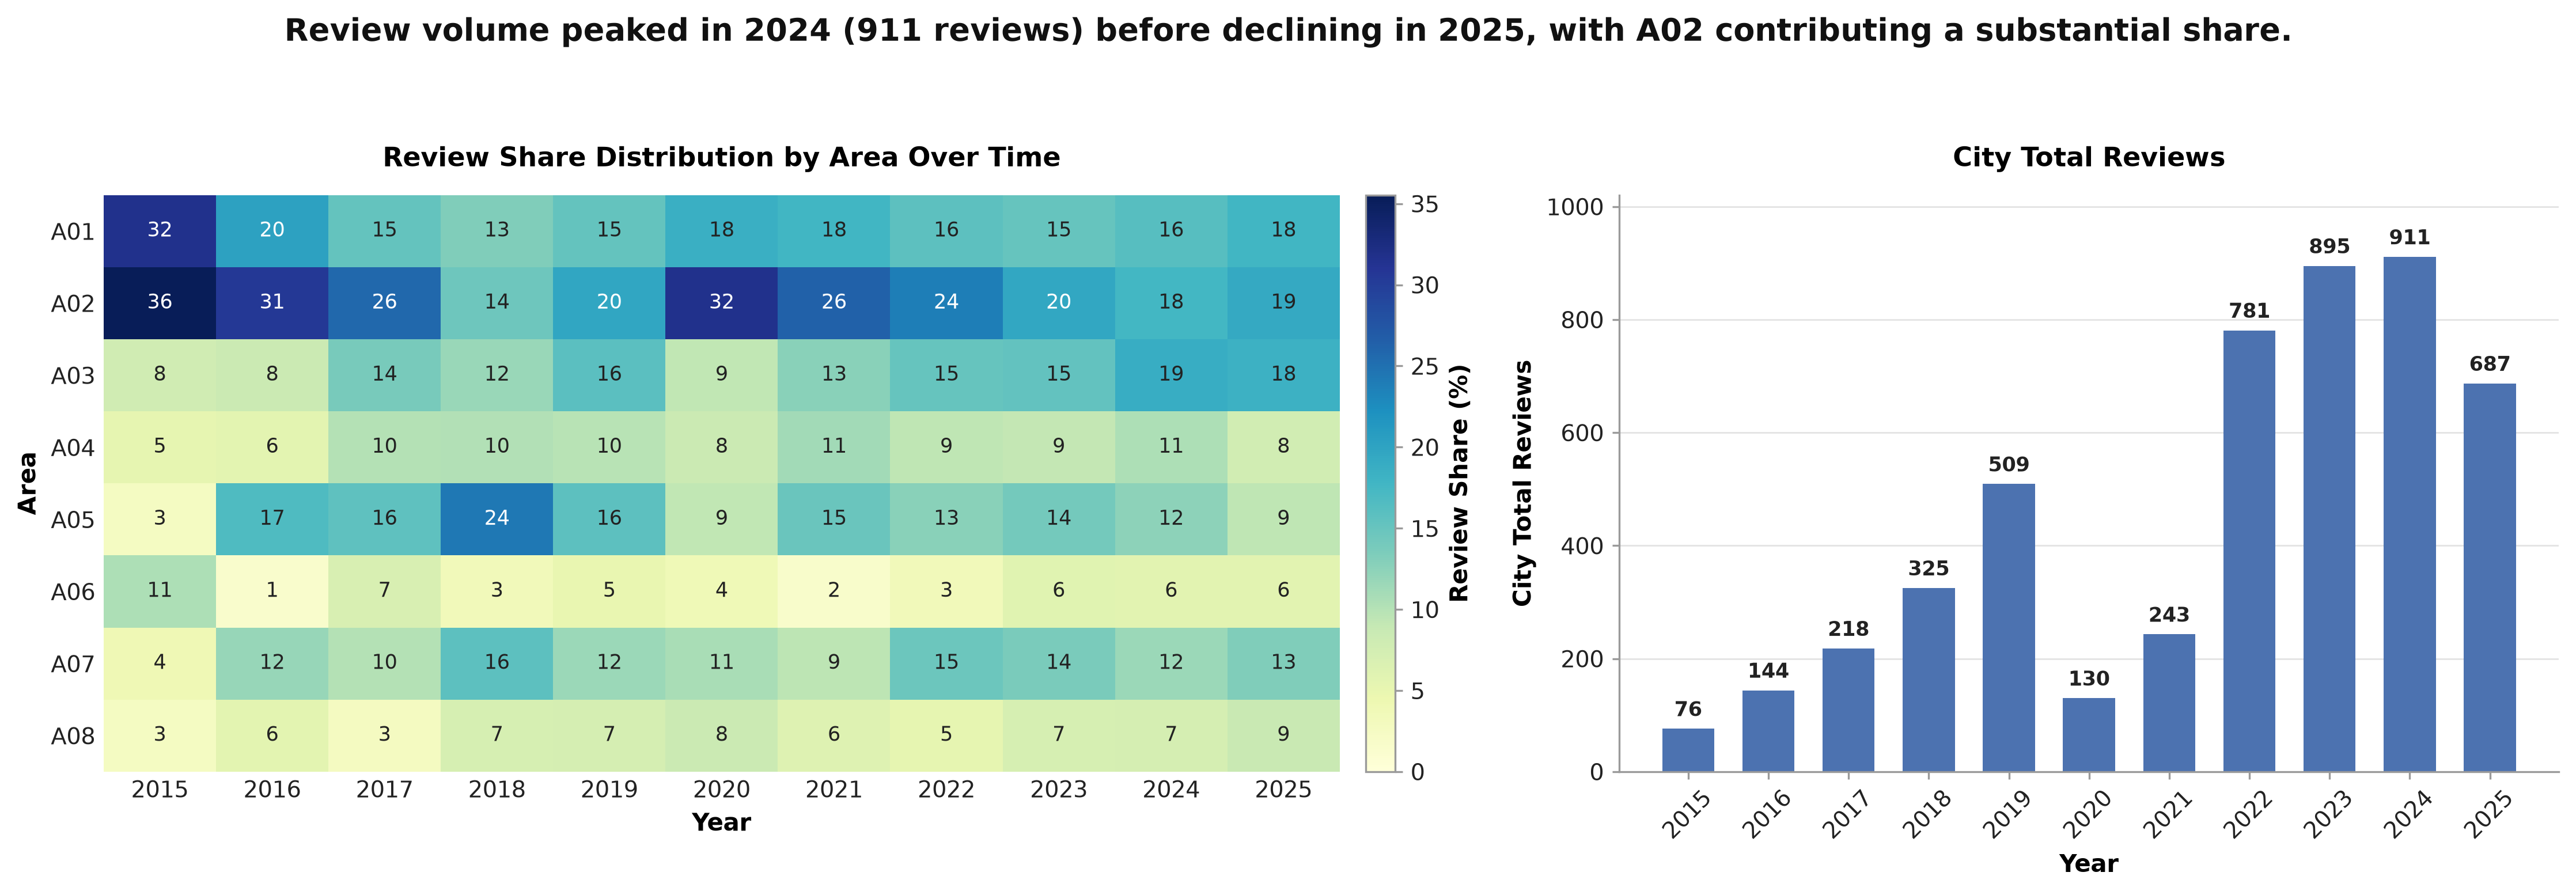 Review volume peaked in 2024 (911 reviews) before declining in 2025, with A02 contributing a substantial share.
Review Share Distribution by Area Over Time
A01 32 20 15 13 15 18 18 16 15 16 18
A02 36 31 26 14 20 32 26 24 20 18 19
A03 8 8 14 12 16 9 13 15 15 19 18
A04 5 6 10 10 10 8 11 9 9 11 8
A05 3 17 16 24 16 9 15 13 14 12 9
A06 11 1 7 3 5 4 2 3 6 6 6
A07 4 12 10 16 12 11 9 15 14 12 13
A08 3 6 3 7 7 8 6 5 7 7 9
2015 2016 2017 2018 2019 2020 2021 2022 2023 2024 2025
Year
Area
35
30
25
20
15
10
5
0
Review Share (%)
City Total Reviews
1000
800
600
400
200
0
City Total Reviews
76 144 218 325 509 130 243 781 895 911 687
2015 2016 2017 2018 2019 2020 2021 2022 2023 2024 2025
Year